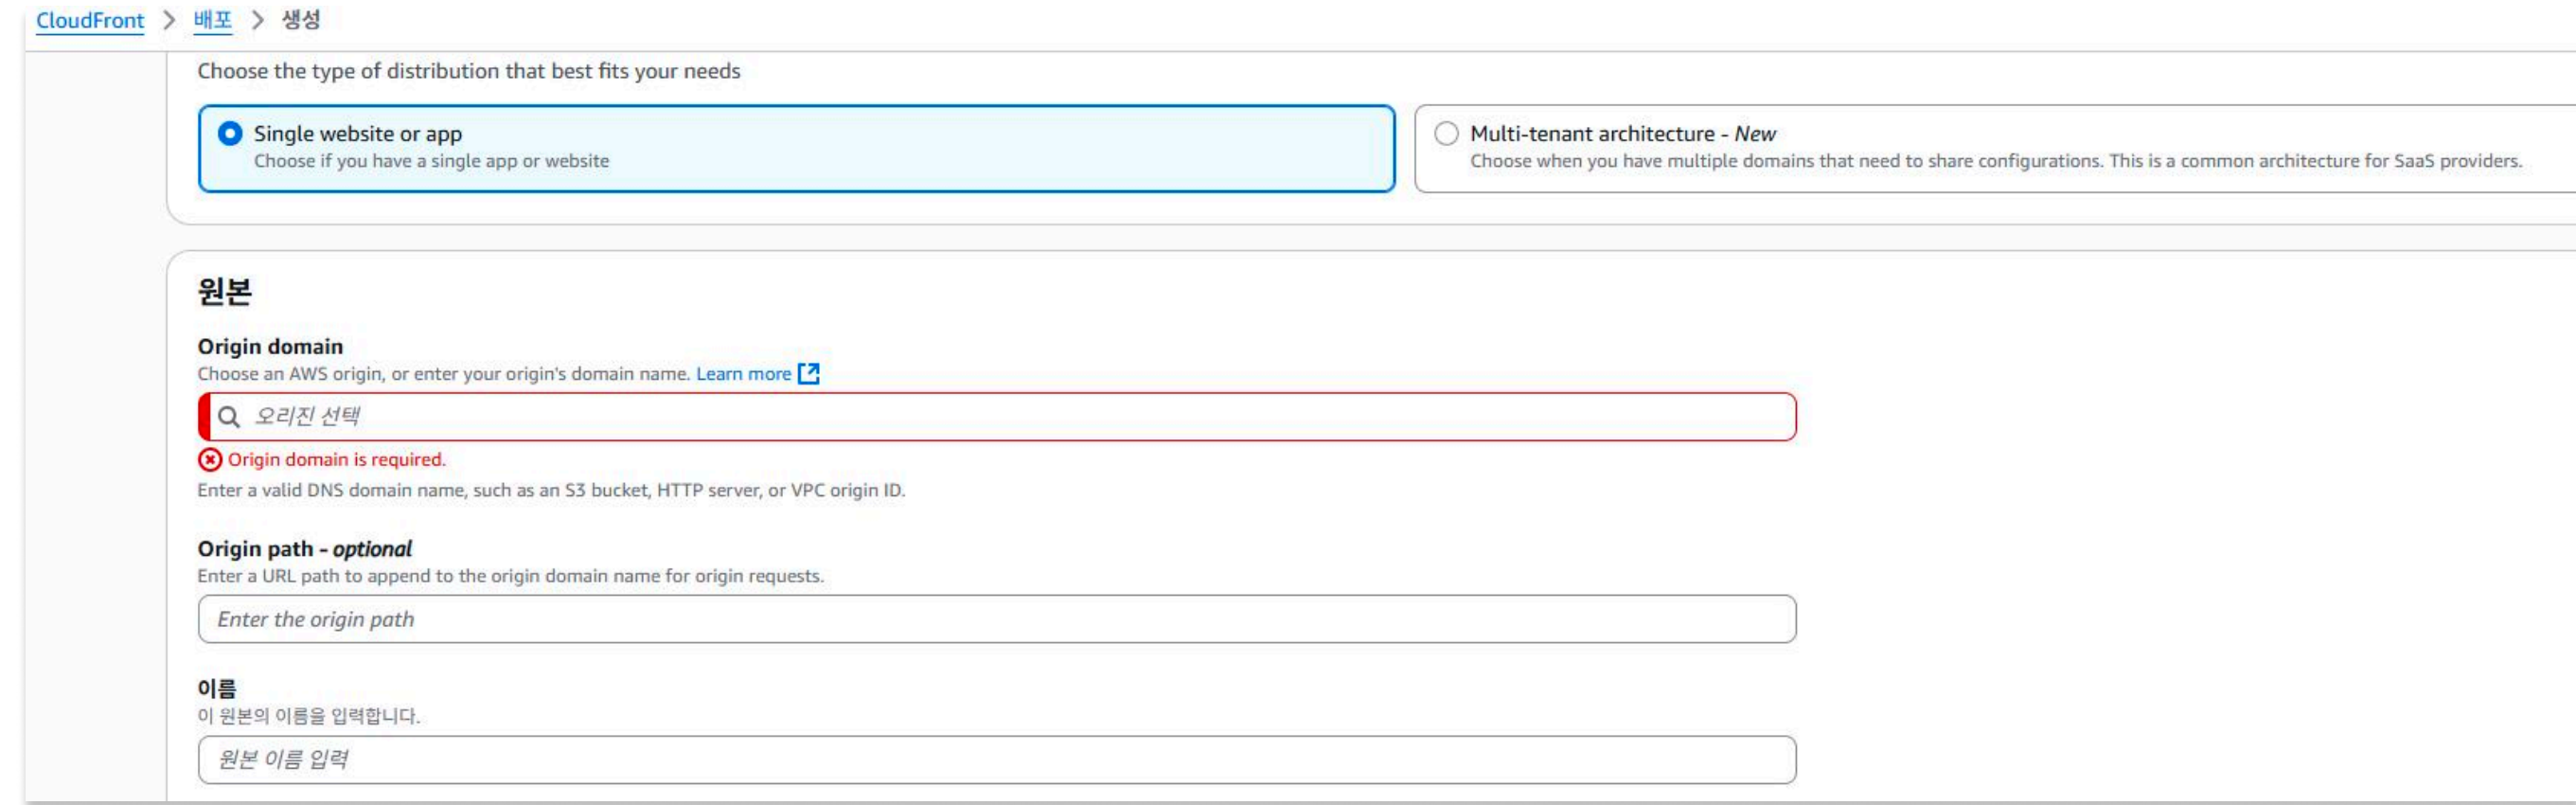 CloudFront > 배포 > 생성
Choose the type of distribution that best fits your needs
Single website or app
Choose if you have a single app or website
Multi-tenant architecture - New
Choose when you have multiple domains that need to share configurations. This is a common architecture for SaaS providers.
원본
Origin domain
Choose an AWS origin, or enter your origin's domain name. Learn more
오리진 선택
Origin domain is required.
Enter a valid DNS domain name, such as an S3 bucket, HTTP server, or VPC origin ID.
Origin path - optional
Enter a URL path to append to the origin domain name for origin requests.
Enter the origin path
이름
이 원본의 이름을 입력합니다.
원본 이름 입력